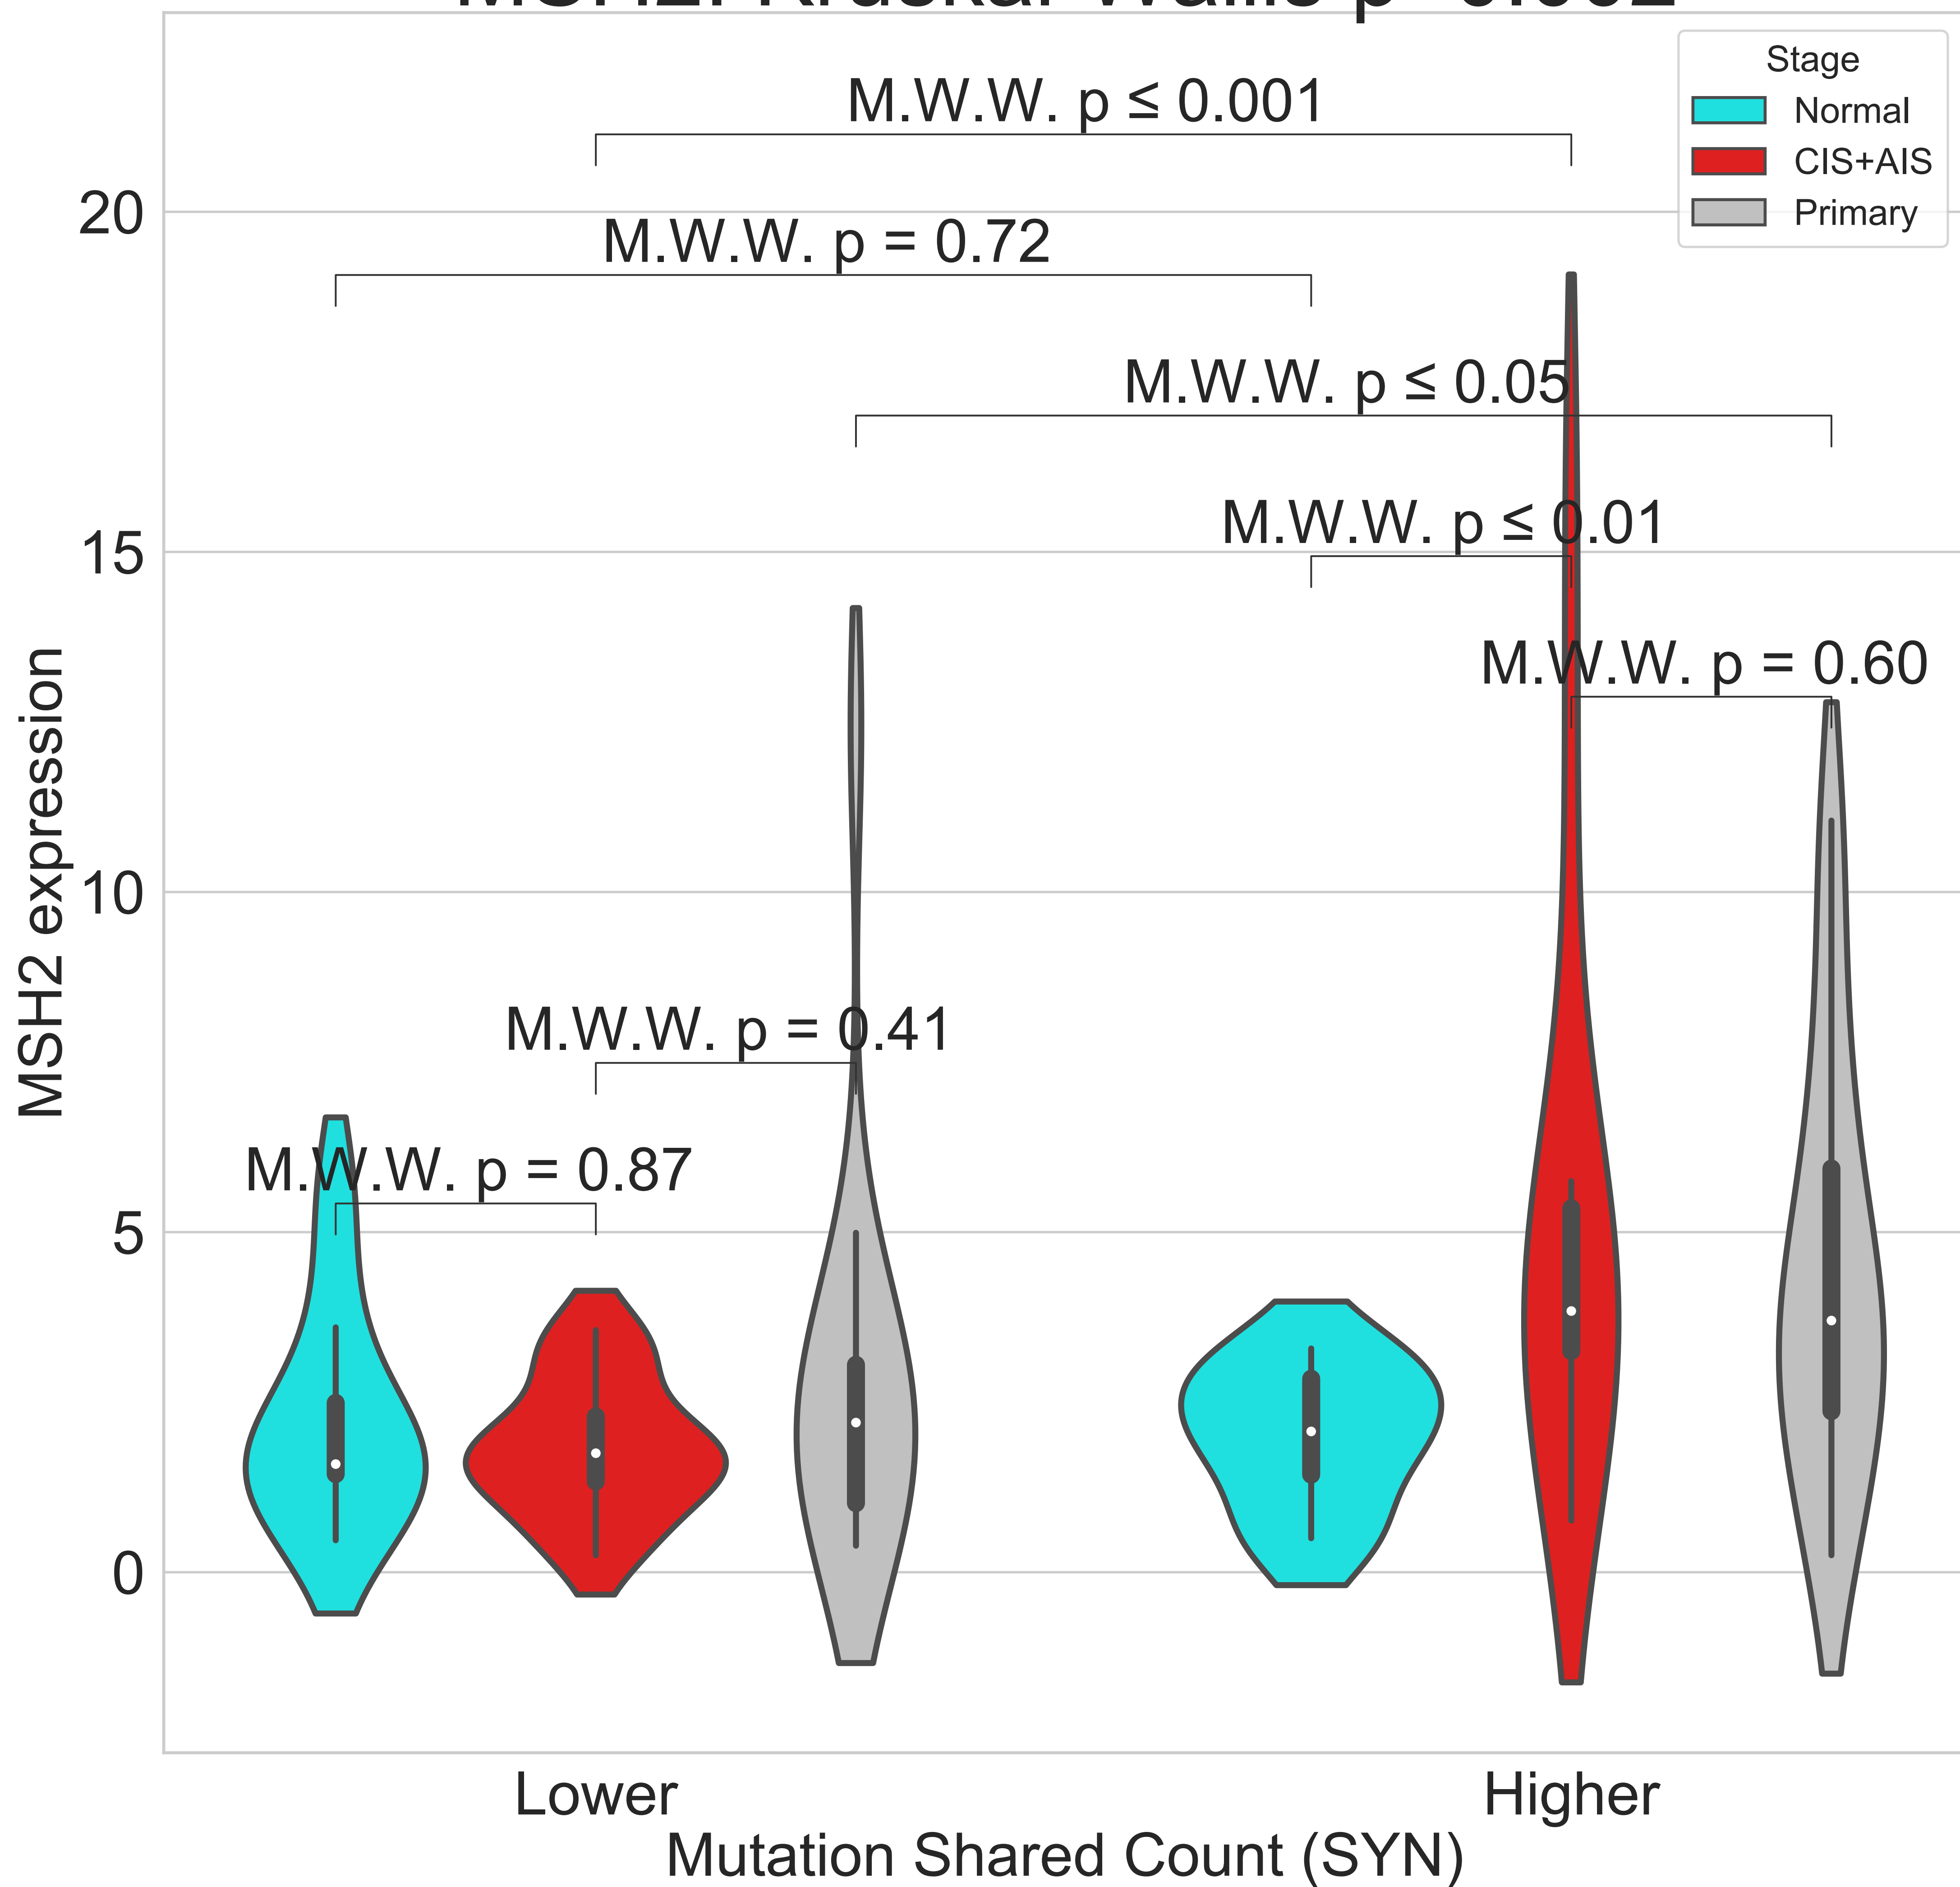 Stage
Normal
CIS+AIS
Primary
M.W.W. p ≤ 0.001
M.W.W. p = 0.72
M.W.W. p ≤ 0.05
M.W.W. p ≤ 0.01
M.W.W. p = 0.60
M.W.W. p = 0.41
M.W.W. p = 0.87
20
15
10
5
0
MSH2 expression
Lower
Higher
Mutation Shared Count (SYN)